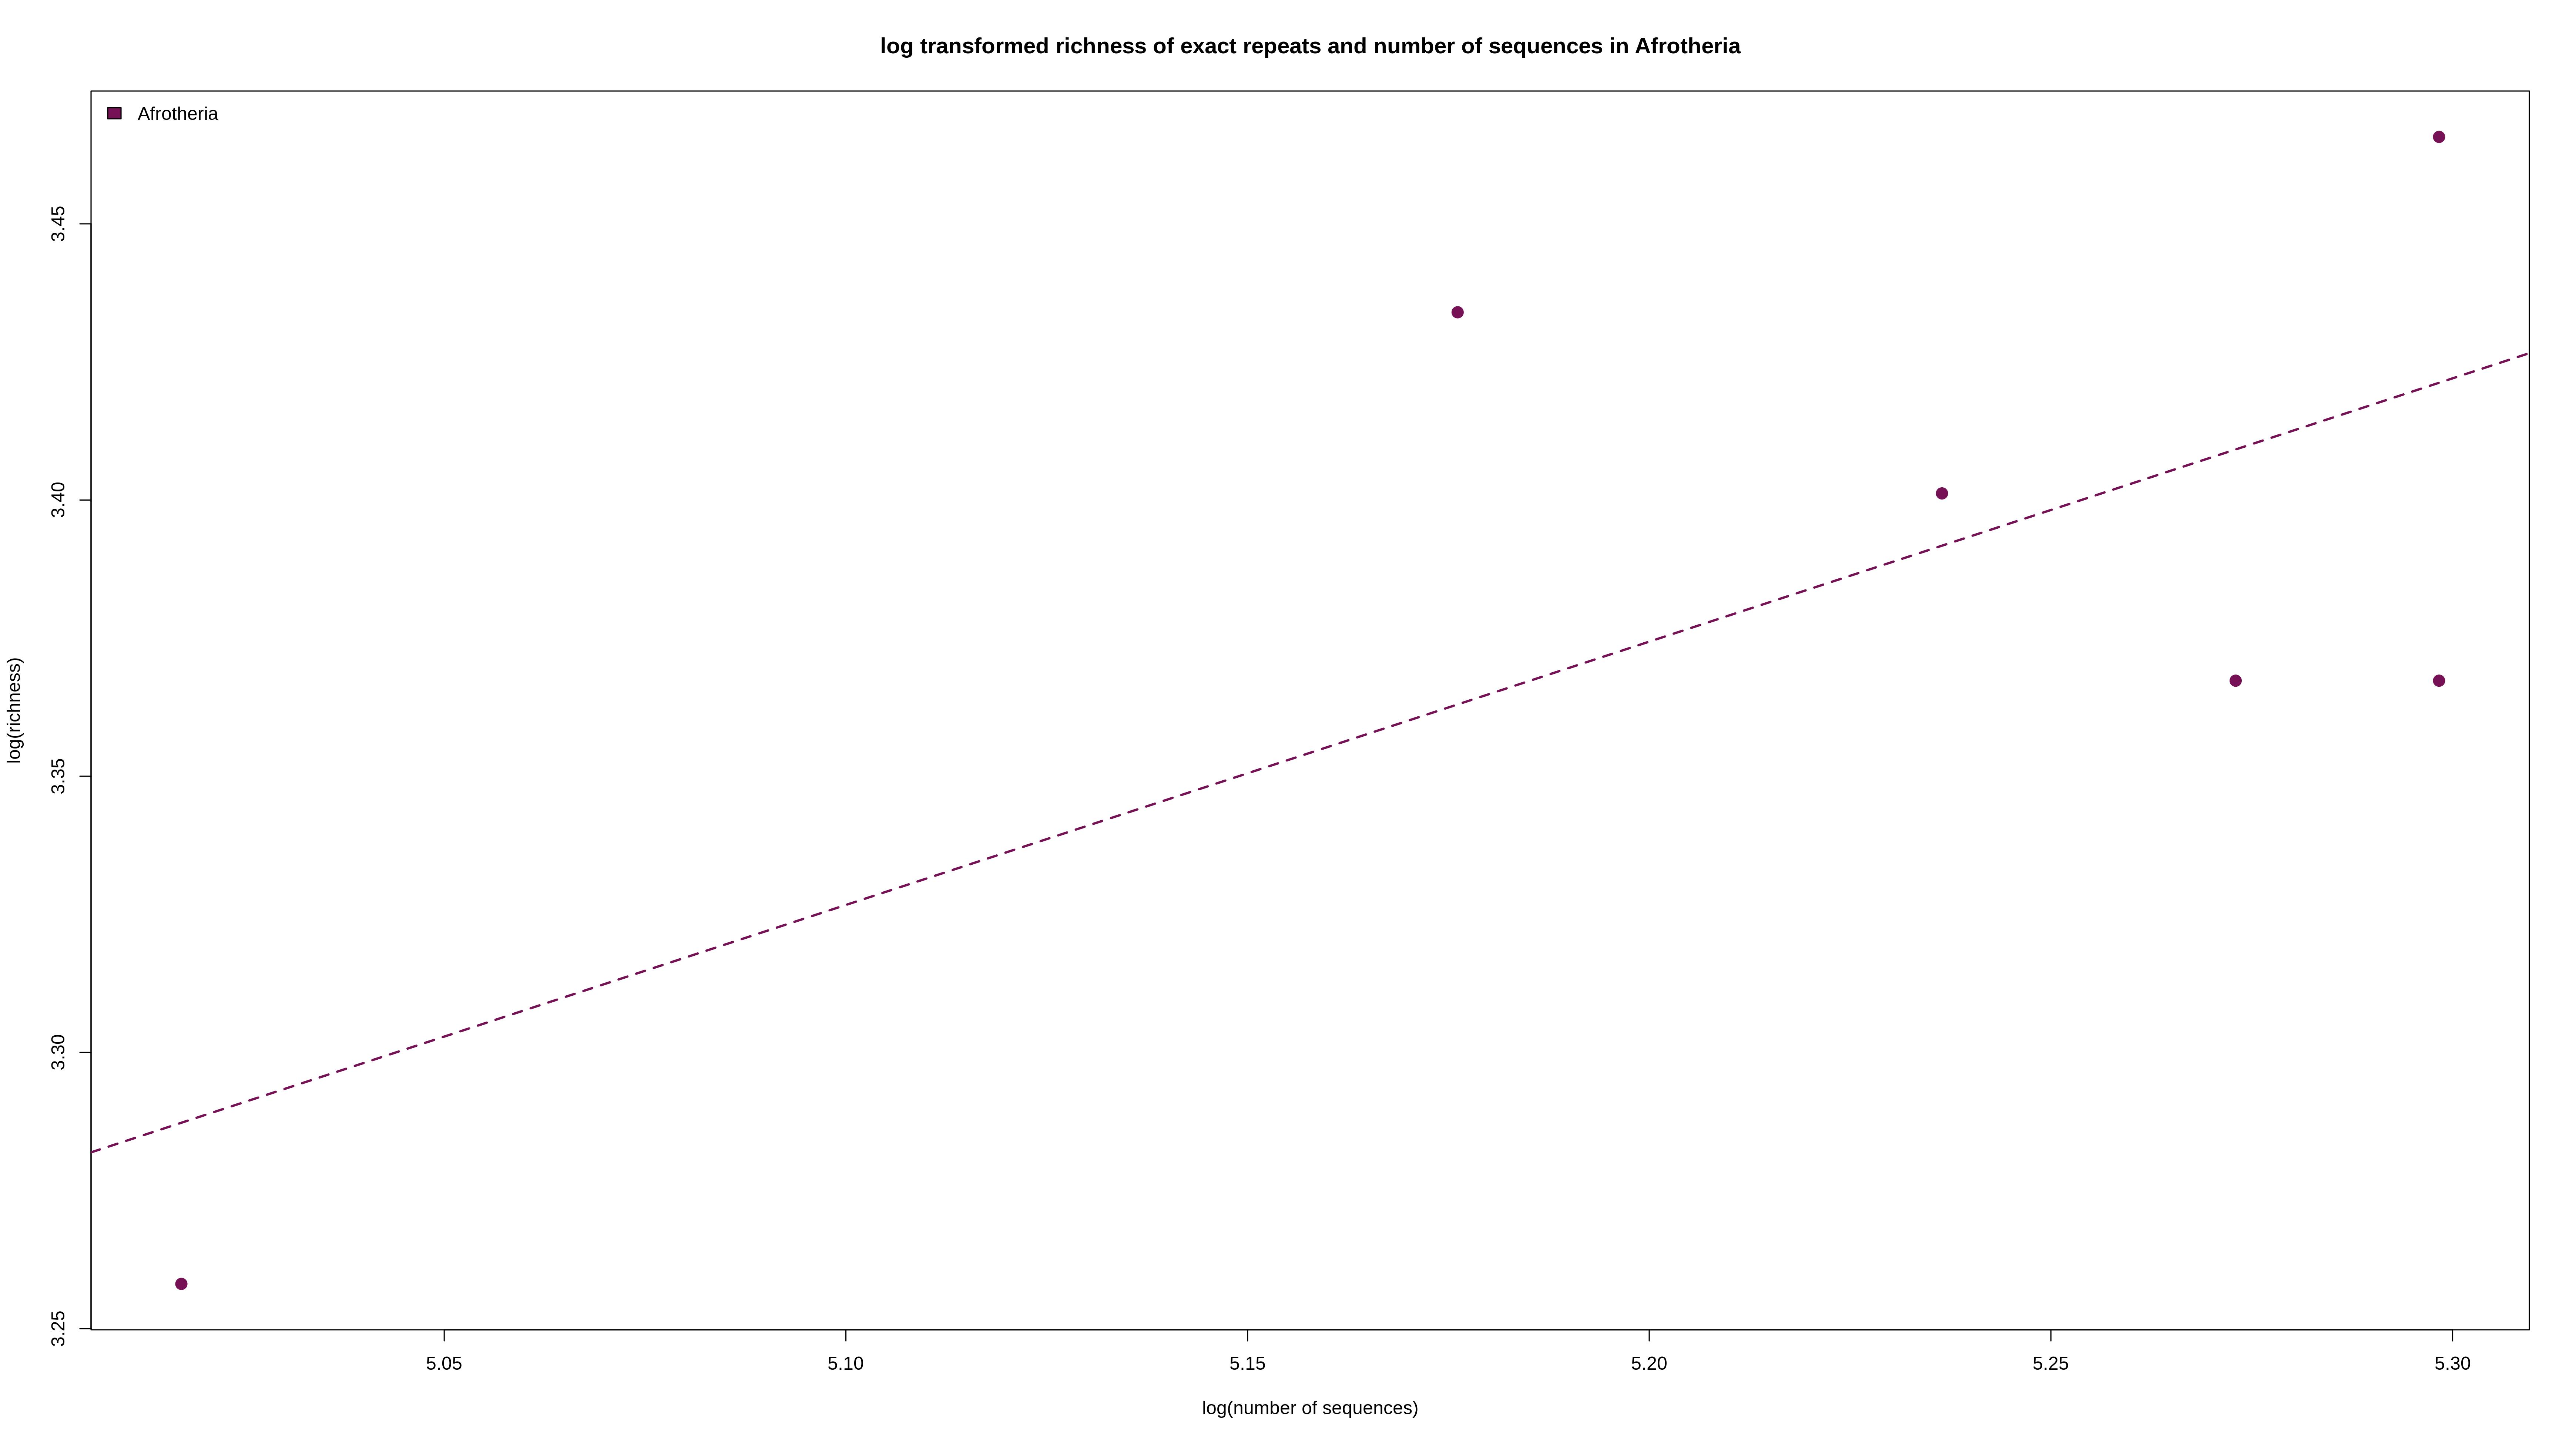 log transformed richness of exact repeats and number of sequences in Afrotheria
Afrotheria
log(richness)
3.45
3.40
3.35
3.30
3.25
5.05 5.10 5.15 5.20 5.25 5.30
log(number of sequences)